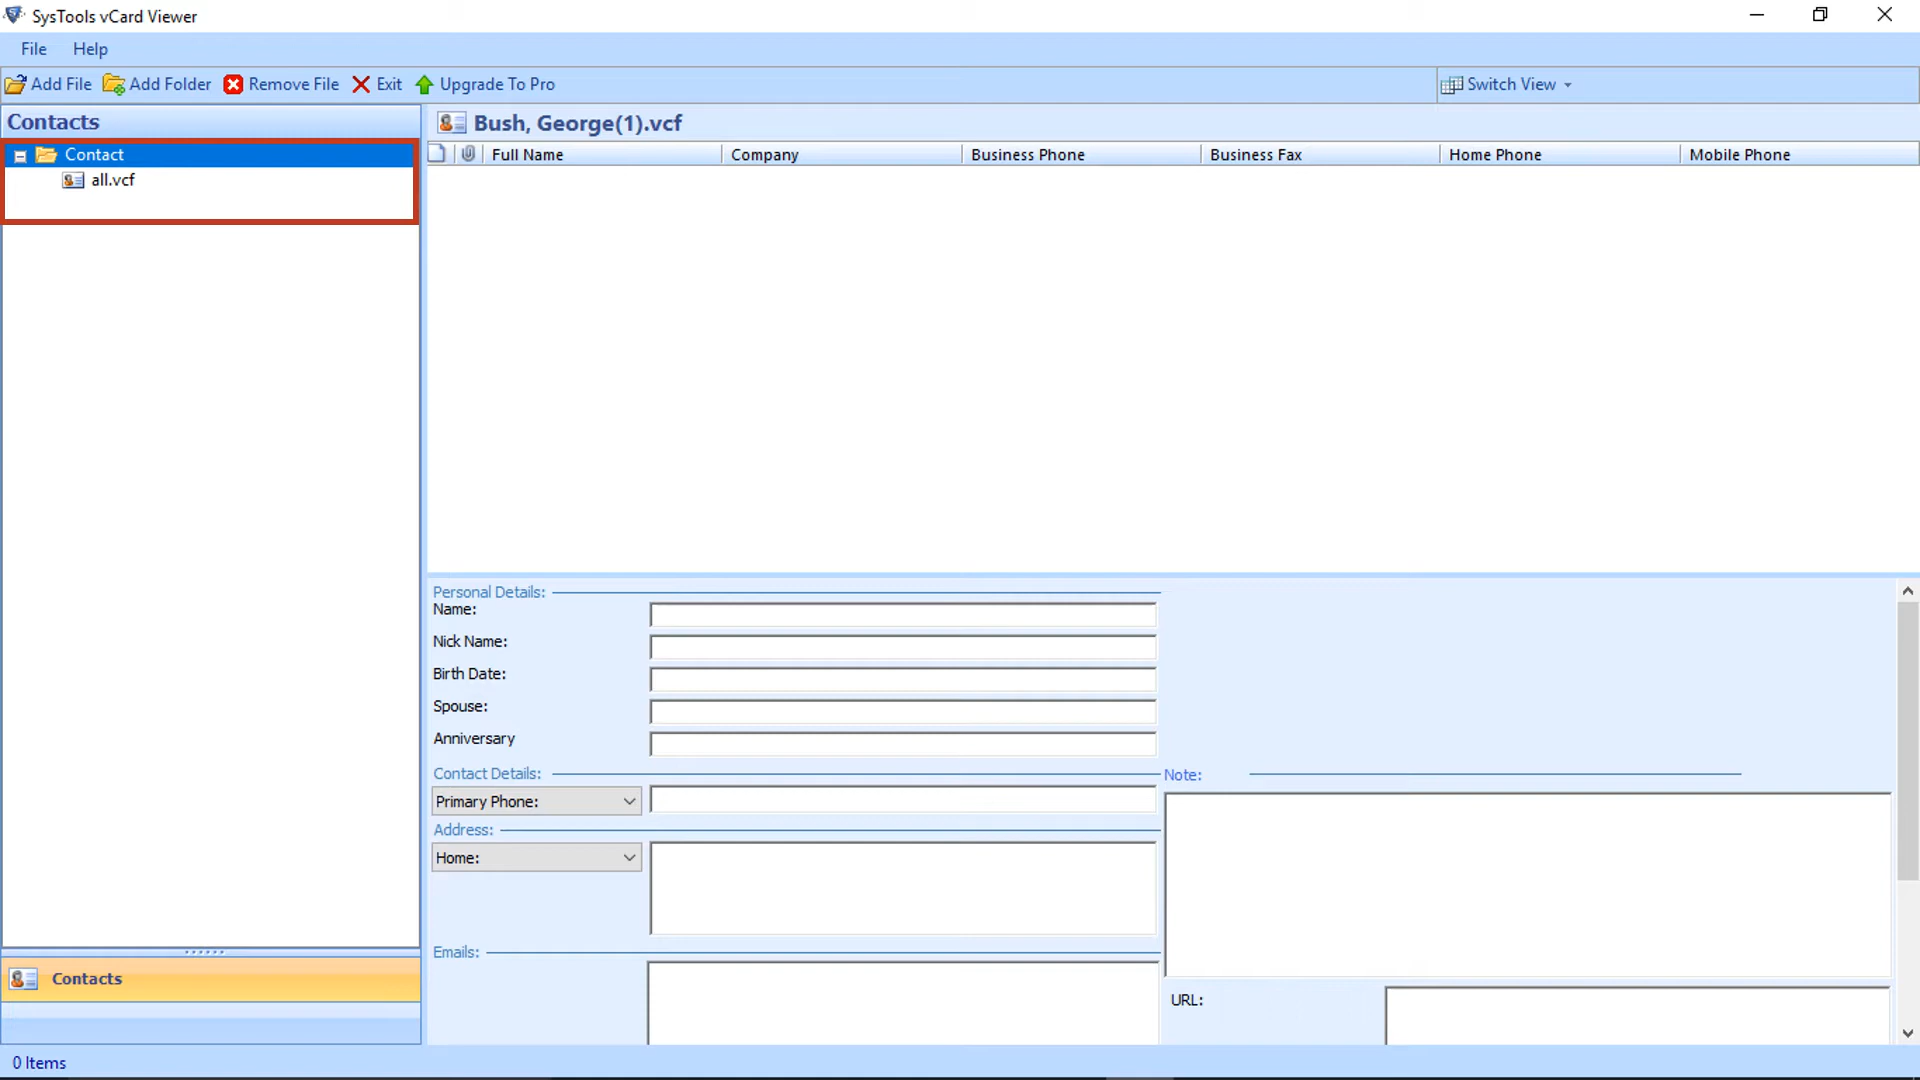 SysTools vCard Viewer
File Help
Add File Add Folder Remove File Exit Upgrade To Pro Switch View
Contacts
Contact
all.vcf
Bush, George(1).vcf
Full Name Company Business Phone Business Fax Home Phone Mobile Phone
Personal Details:
Name:
Nick Name:
Birth Date:
Spouse:
Anniversary
Contact Details:
Primary Phone:
Address:
Home:
Emails:
Note:
URL:
Contacts
0 Items